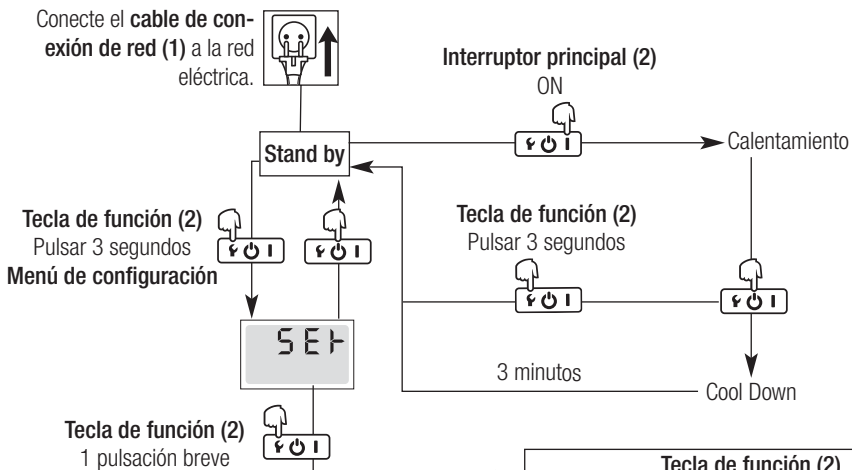 Conecte el cable de con-
exión de red (1) a la red
eléctrica.
Interruptor principal (2)
ON
Stand by
Calentamiento
Tecla de función (2)
Pulsar 3 segundos
Menú de configuración
Tecla de función (2)
Pulsar 3 segundos
SEt
3 minutos
Cool Down
Tecla de función (2)
1 pulsación breve
Tecla de función (2)